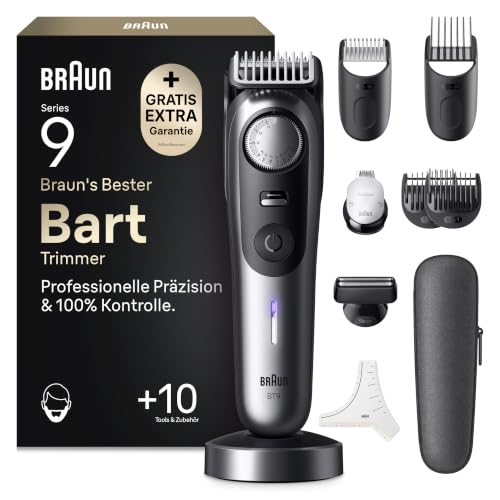 BRAUN
BRAUN
Series
9
Braun's Bester
Bart
Trimmer
Professionelle Präzision
& 100% Kontrolle.
+10
Tools & Zubehör
+
GRATIS
EXTRA
Garantie
BRAUN
BT9